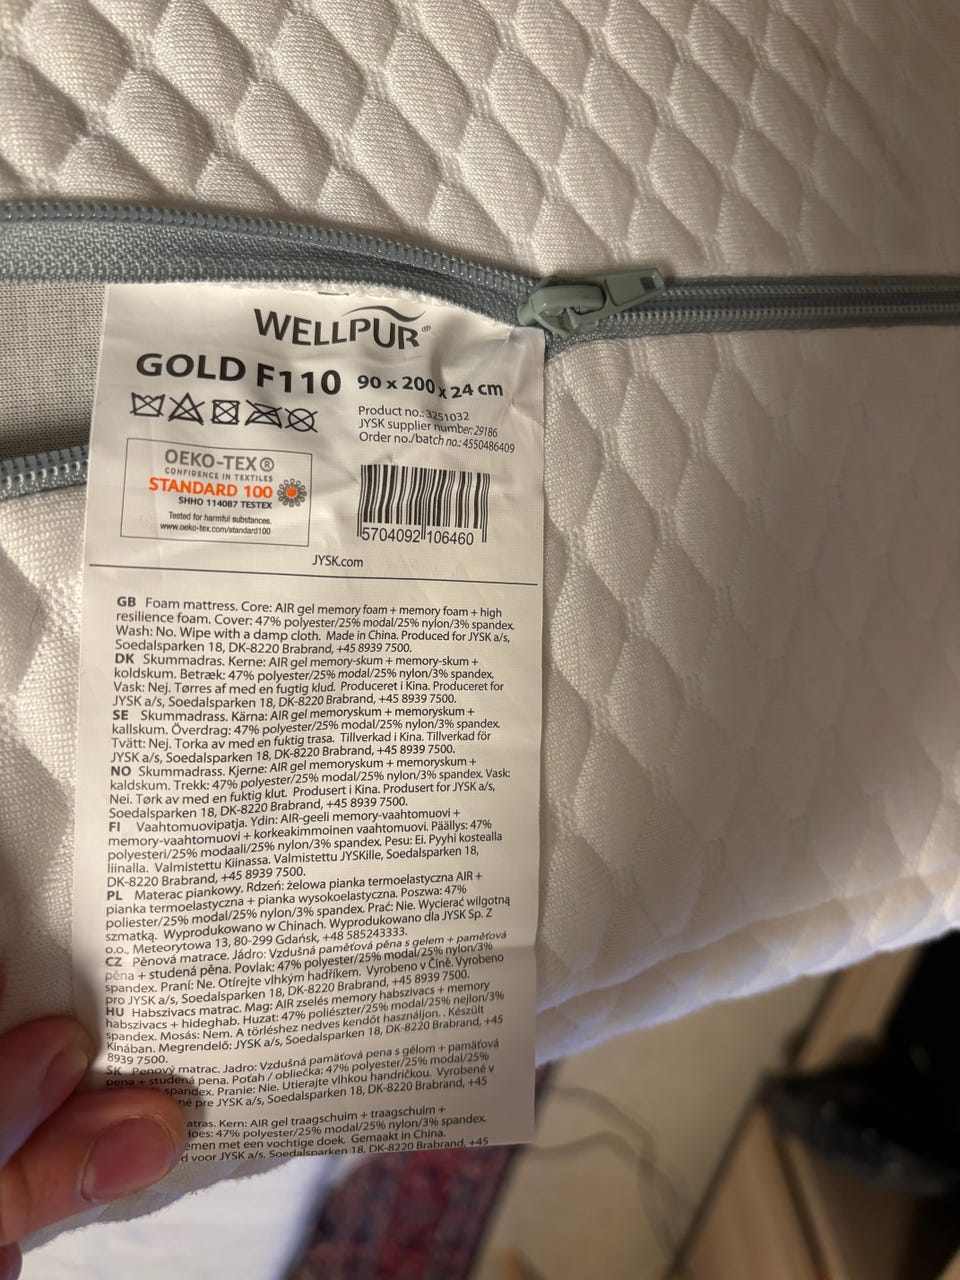 WELLPUR®
GOLD F110 90 x 200 x 24 cm
Product no.: 3251032
JYSK supplier number: 29186
Order no./batch no.: 4550486409
OEKO-TEX®
CONFIDENCE IN TEXTILES
STANDARD 100
SHHO 114087 TESTEX
Tested for harmful substances.
www.oeko-tex.com/standard100
5704092 106460
JYSK.com
GB Foam mattress. Core: AIR gel memory foam + memory foam + high
resilience foam. Cover: 47% polyester/25% modal/25% nylon/3% spandex.
Wash: No. Wipe with a damp cloth. Made in China. Produced for JYSK a/s,
Soedalsparken 18, DK-8220 Brabrand, +45 8939 7500.
DK Skummadras. Kerne: AIR gel memory-skum + memory-skum +
koldskum. Betræk: 47% polyester/25% modal/25% nylon/3% spandex.
Vask: Nej. Tørres af med en fugtig klud. Produceret i Kina. Produceret for
JYSK a/s, Soedalsparken 18, DK-8220 Brabrand, +45 8939 7500.
SE Skummadrass. Kärna: AIR gel memoryskum + memoryskum +
kallskum. Överdrag: 47% polyester/25% modal/25% nylon/3% spandex.
Tvätt: Nej. Torka av med en fuktig trasa. Tillverkad i Kina. Tillverkad för
JYSK a/s, Soedalsparken 18, DK-8220 Brabrand, +45 8939 7500.
NO Skummadrass. Kjerne: AIR gel memoryskum + memoryskum +
kaldskum. Trekk: 47% polyester/25% modal/25% nylon/3% spandex. Vask:
Nei. Tørk av med en fuktig klut. Produsert i Kina. Produsert for JYSK a/s,
Soedalsparken 18, DK-8220 Brabrand, +45 8939 7500.
FI Vaahtomuovipatja. Ydin: AIR-geeli memory-vaahtomuovi +
memory-vaahtomuovi + korkeakimmoinen vaahtomuovi. Päällys: 47%
polyesteri/25% modaali/25% nylon/3% spandex. Pesu: Ei. Pyyhi kostealla
liinalla. Valmistettu Kiinassa. Valmistettu JYSKille, Soedalsparken 18,
DK-8220 Brabrand, +45 8939 7500.
PL Materac piankowy. Rdzeń: żelowa pianka termoelastyczna AIR +
pianka termoelastyczna + pianka wysokoelastyczna. Poszwa: 47%
poliester/25% modal/25% nylon/3% spandex. Prać: Nie. Wycierać wilgotną
szmatką. Wyprodukowano w Chinach. Wyprodukowano dla JYSK Sp. Z
o.o., Meteorytowa 13, 80-299 Gdańsk, +48 585243333.
CZ Pěnová matrace. Jádro: Vzdušná paměťová pěna s gelem + paměťová
pěna + studená pěna. Povlak: 47% polyester/25% modal/25% nylon/3%
spandex. Praní: Ne. Otírejte vlhkým hadříkem. Vyrobeno v Číně. Vyrobeno
pro JYSK a/s, Soedalsparken 18, DK-8220 Brabrand, +45 8939 7500.
HU Habszivacs matrac. Mag: AIR zselés memory habszivacs + memory
habszivacs + hideghab. Huzat: 47% poliészter/25% modal/25% nejlon/3%
spandex. Mosás: Nem. A törléshez nedves kendőt használjon. . Készült
Kínában. Megrendelő: JYSK a/s, Soedalsparken 18, DK-8220 Brabrand, +45
8939 7500.
SK Penový matrac. Jadro: Vzdušná pamäťová pena s gélom + pamäťová
pena + studená pena. Poťah / obliečka: 47% polyester/25% modal/25%
spandex. Pranie: Nie. Utierajte vlhkou handričkou. Vyrobené v
né pre JYSK a/s, Soedalsparken 18, DK-8220 Brabrand, +45
atras. Kern: AIR gel traagschuim + traagschuim +
oes: 47% polyester/25% modal/25% nylon/3% spandex.
emen met een vochtige doek. Gemaakt in China.
d voor JYSK a/s. Soedalsparken 18, DK-8220 Brabrand, +45